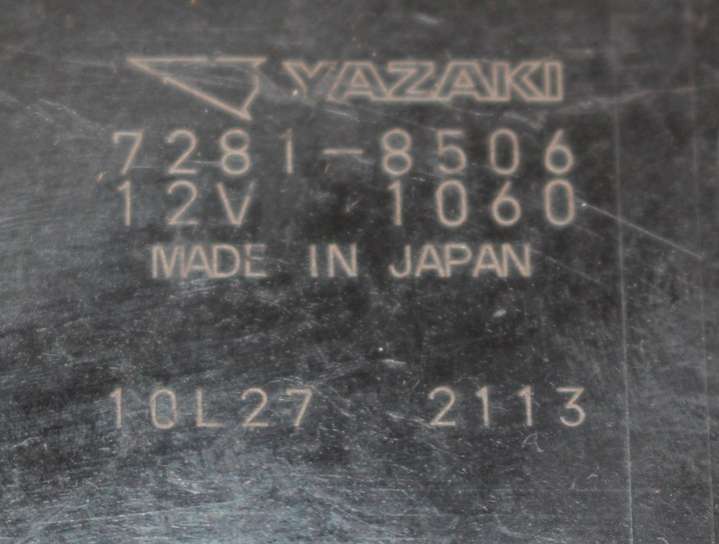 YAZAKI
7281-8506
12V 1060
MADE IN JAPAN
10L27 2113